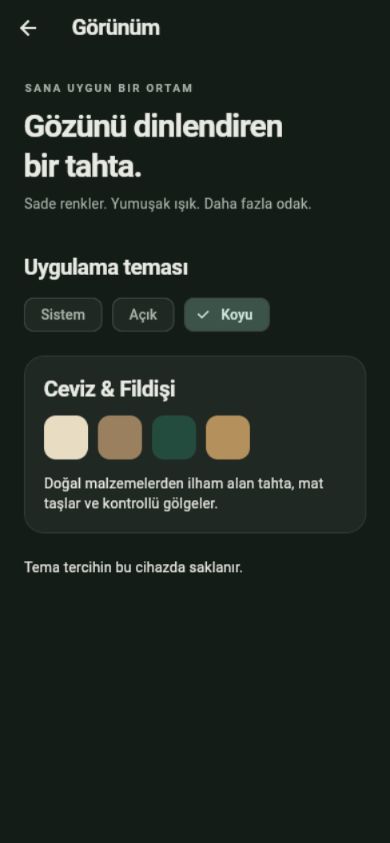 Görünüm
SANA UYGUN BIR ORTAM
Gözünü dinlendiren
bir tahta.
Sade renkler. Yumuşak ışık. Daha fazla odak.
Uygulama teması
Sistem
Açık
Koyu
Ceviz & Fildişi
Doğal malzemelerden ilham alan tahta, mat
taşlar ve kontrollü gölgeler.
Tema tercihin bu cihazda saklanır.